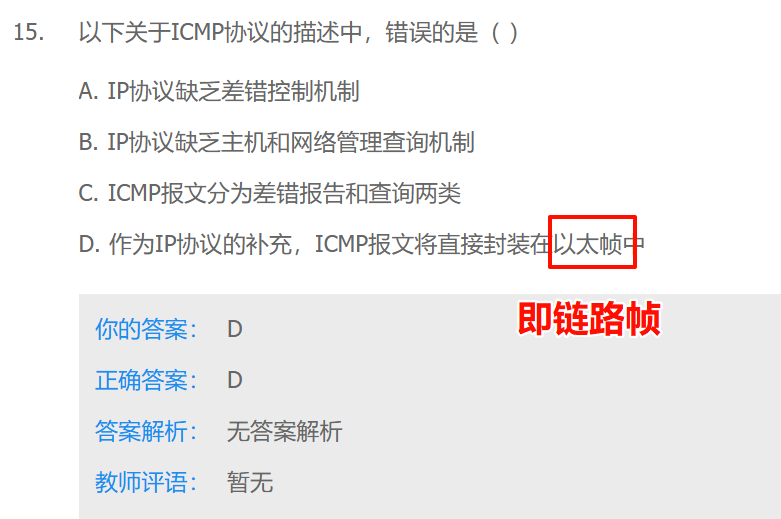 15. 以下关于ICMP协议的描述中，错误的是（ ）
A. IP协议缺乏差错控制机制
B. IP协议缺乏主机和网络管理查询机制
C. ICMP报文分为差错报告和查询两类
D. 作为IP协议的补充，ICMP报文将直接封装在以太帧中
即链路帧
你的答案： D
正确答案： D
答案解析： 无答案解析
教师评语： 暂无